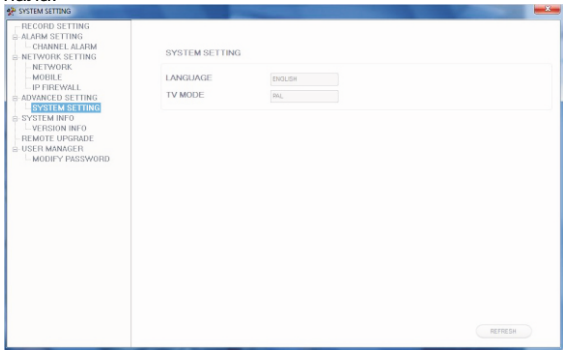 SYSTEM SETTING
RECORD SETTING
ALARM SETTING
CHANNEL ALARM
NETWORK SETTING
NETWORK
MOBILE
IP FIREWALL
ADVANCED SETTING
SYSTEM SETTING
SYSTEM INFO
VERSION INFO
REMOTE UPGRADE
USER MANAGER
MODIFY PASSWORD
SYSTEM SETTING
LANGUAGE ENGLISH
TV MODE PAL
REFRESH